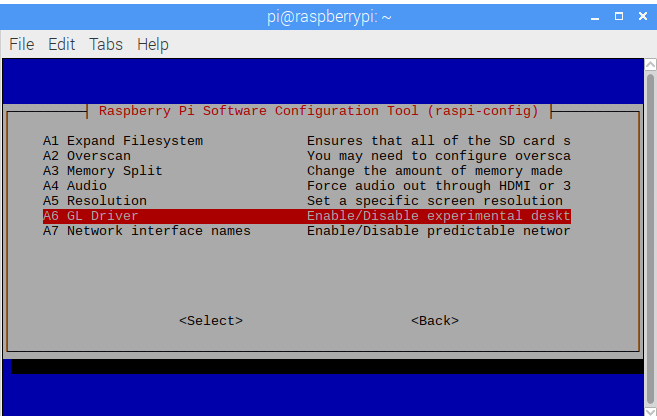 pi@raspberrypi: ~
File Edit Tabs Help
Raspberry Pi Software Configuration Tool (raspi-config)
A1 Expand Filesystem Ensures that all of the SD card s
A2 Overscan You may need to configure oversca
A3 Memory Split Change the amount of memory made
A4 Audio Force audio out through HDMI or 3
A5 Resolution Set a specific screen resolution
A6 GL Driver Enable/Disable experimental deskt
A7 Network interface names Enable/Disable predictable networ
<Select> <Back>